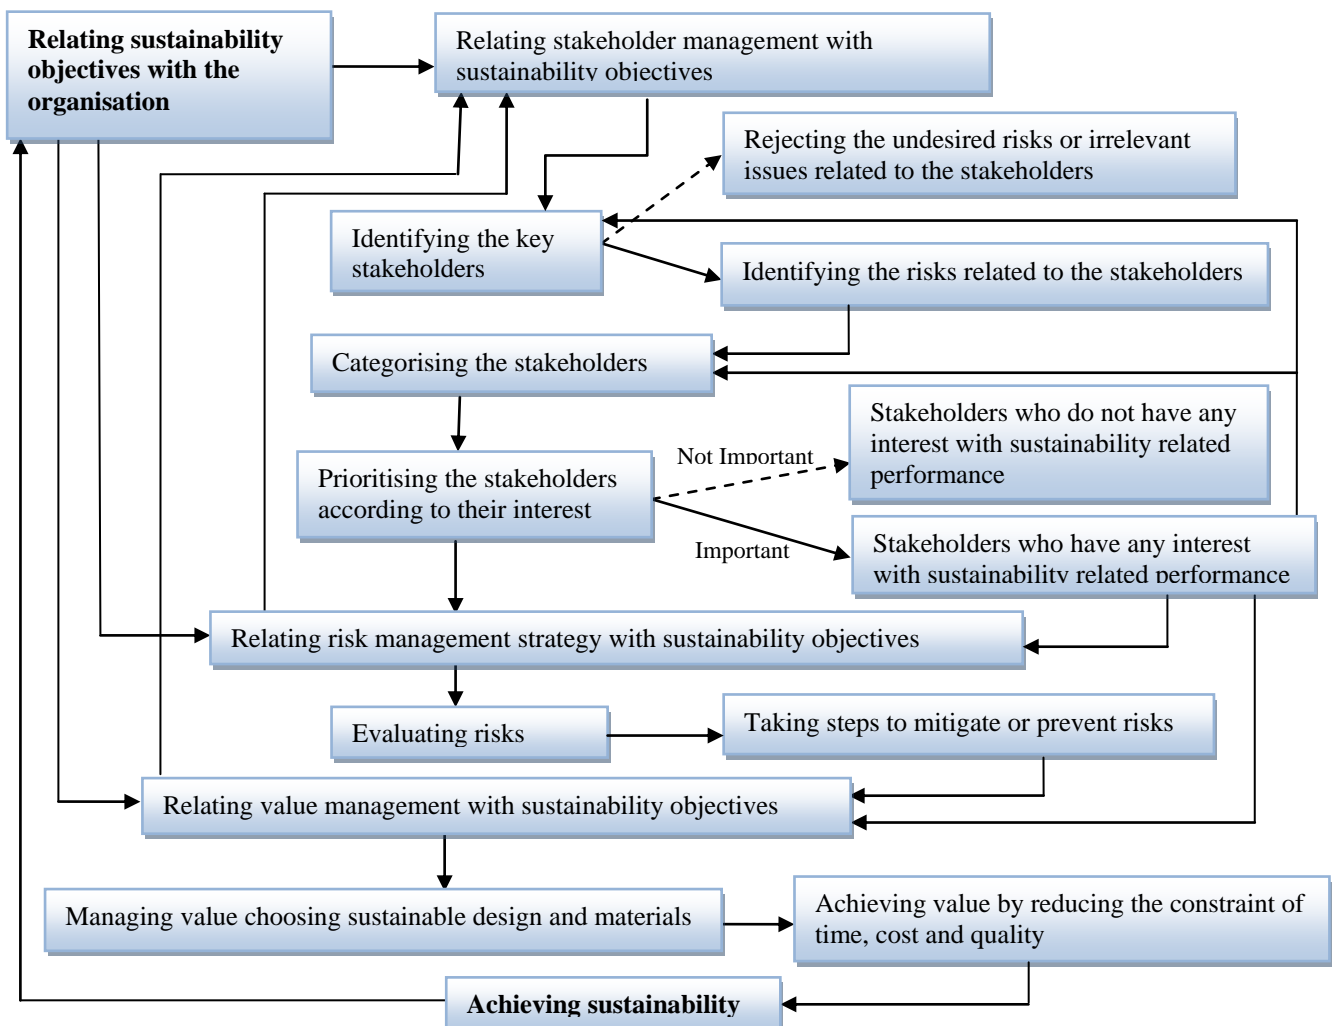 Relating sustainability
objectives with the
organisation
Relating stakeholder management with
sustainability objectives
Rejecting the undesired risks or irrelevant
issues related to the stakeholders
Identifying the key
stakeholders
Identifying the risks related to the stakeholders
Categorising the stakeholders
Stakeholders who do not have any
interest with sustainability related
performance
Not Important
Prioritising the stakeholders
according to their interest
Important
Stakeholders who have any interest
with sustainability related performance
Relating risk management strategy with sustainability objectives
Evaluating risks
Taking steps to mitigate or prevent risks
Relating value management with sustainability objectives
Managing value choosing sustainable design and materials
Achieving value by reducing the constraint of
time, cost and quality
Achieving sustainability